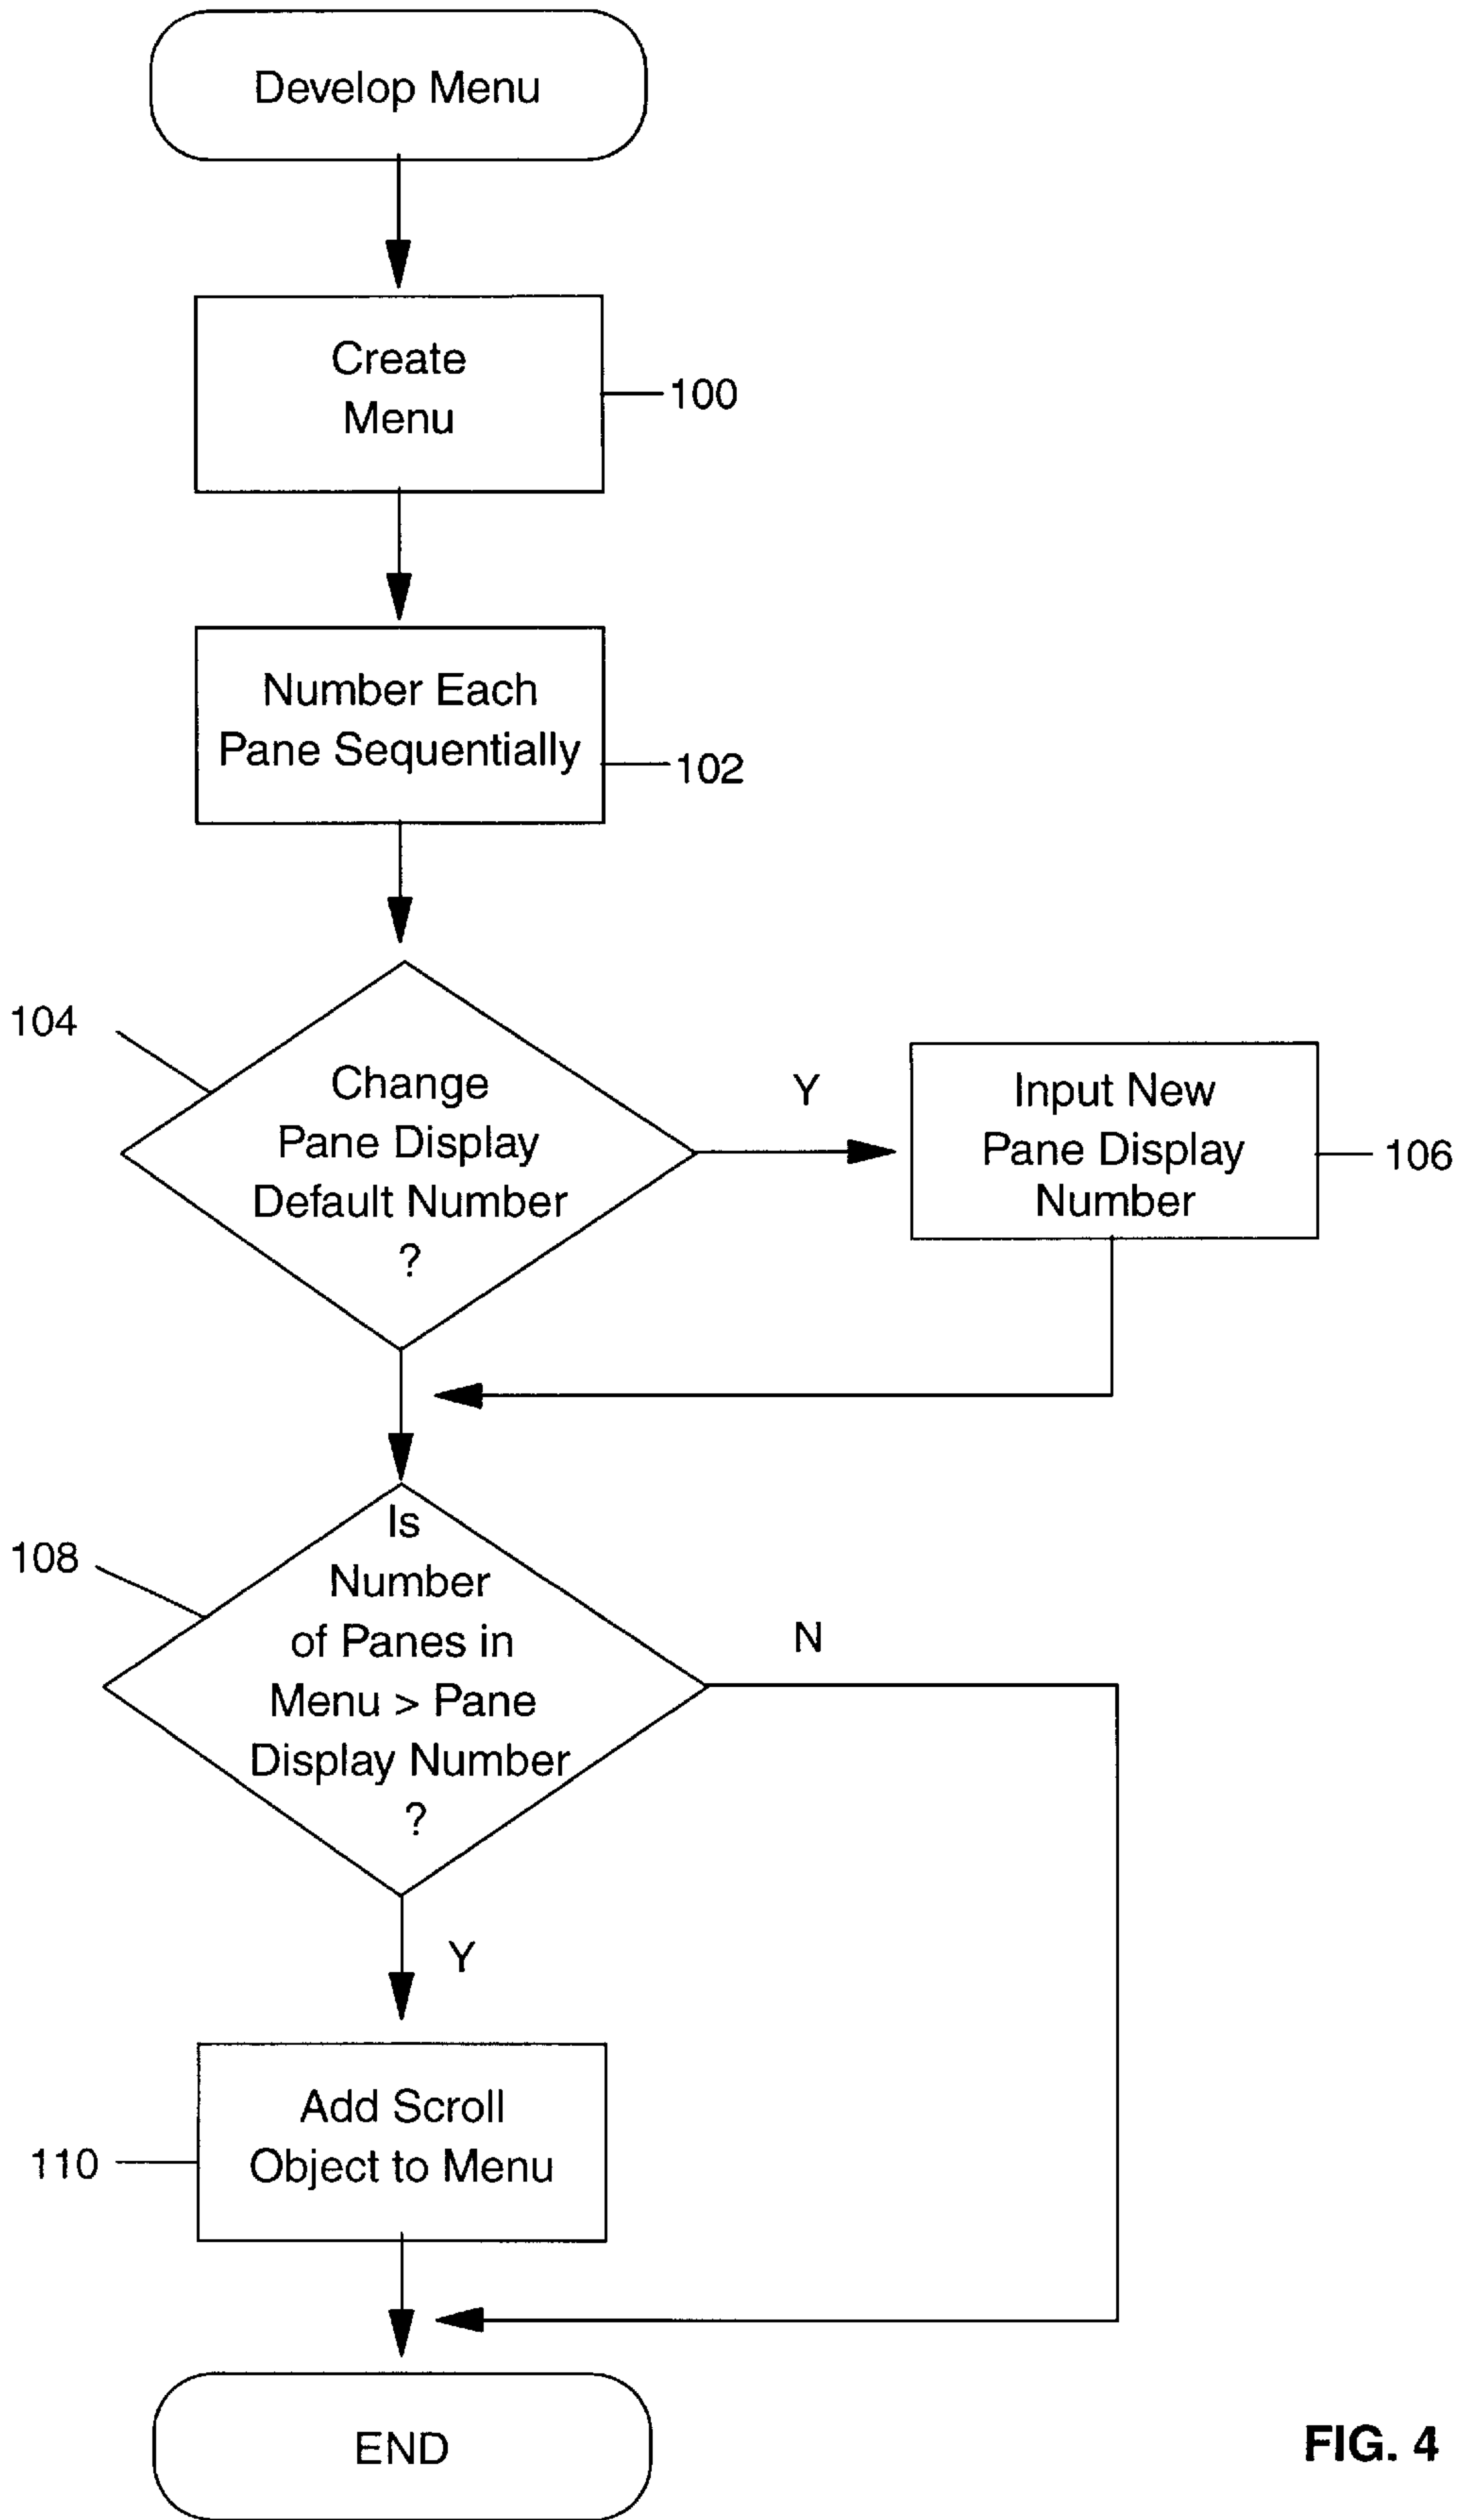 Develop Menu
Create
Menu
100
Number Each
Pane Sequentially
102
104
Change
Pane Display
Default Number
?
Y
Input New
Pane Display
Number
106
108
Is
Number
of Panes in
Menu > Pane
Display Number
?
N
Y
Add Scroll
Object to Menu
110
END
FIG. 4